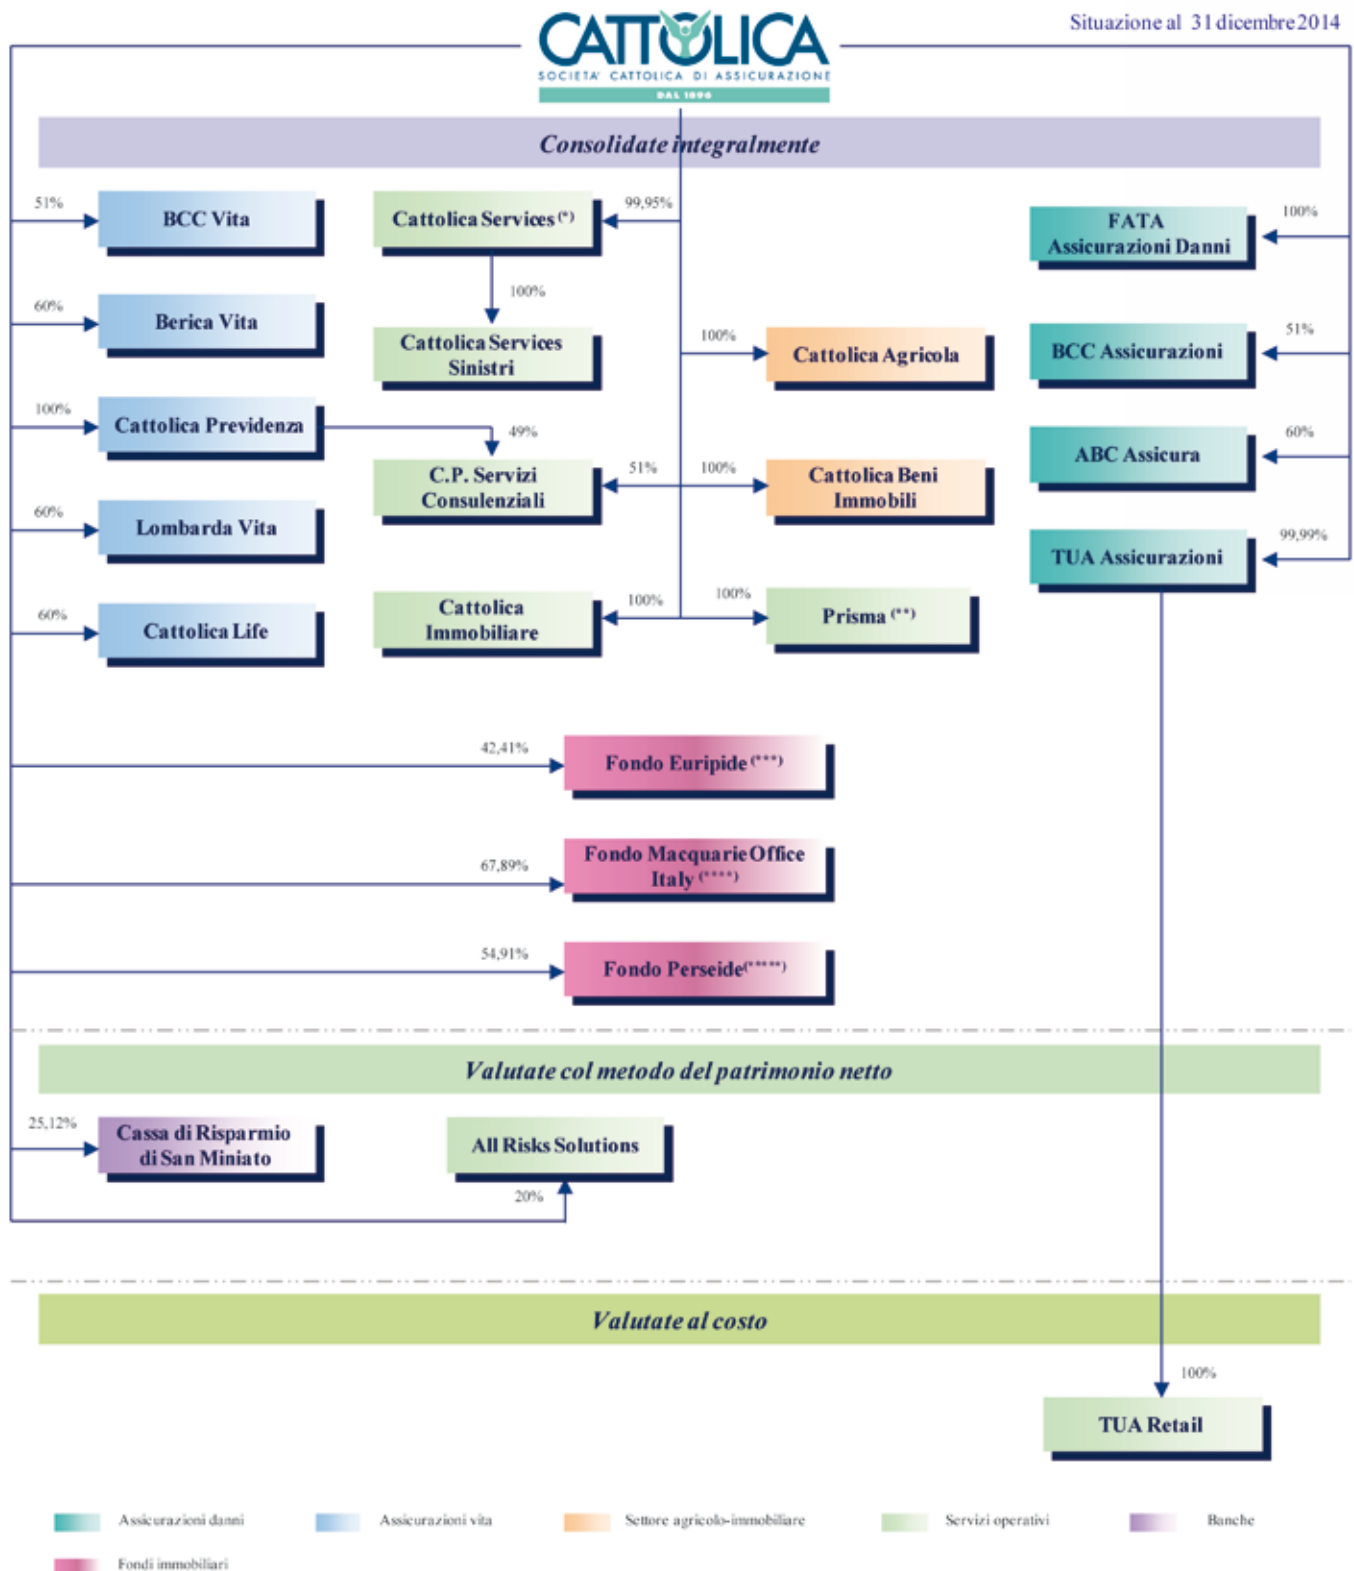 Situazione al 31 dicembre 2014
CATTOLICA
SOCIETA' CATTOLICA DI ASSICURAZIONE
DAL 1896
Consolidate integralmente
51%
BCC Vita
Cattolica Services (*)
99,95%
FATA
Assicurazioni Danni
100%
100%
60%
Berica Vita
Cattolica Services
Sinistri
100%
Cattolica Agricola
BCC Assicurazioni
51%
100%
Cattolica Previdenza
49%
C.P. Servizi
Consulenziali
51%
100%
Cattolica Beni
Immobili
ABC Assicura
60%
60%
Lombarda Vita
TUA Assicurazioni
99,99%
60%
Cattolica Life
Cattolica
Immobiliare
100%
100%
Prisma (**)
42,41%
Fondo Euripide (***)
67,89%
Fondo Macquarie Office
Italy (****)
54,91%
Fondo Perseide(*****)
Valutate col metodo del patrimonio netto
25,12%
Cassa di Risparmio
di San Miniato
All Risks Solutions
20%
Valutate al costo
100%
TUA Retail
Assicurazioni danni
Assicurazioni vita
Settore agricolo-immobiliare
Servizi operativi
Banche
Fondi immobiliari